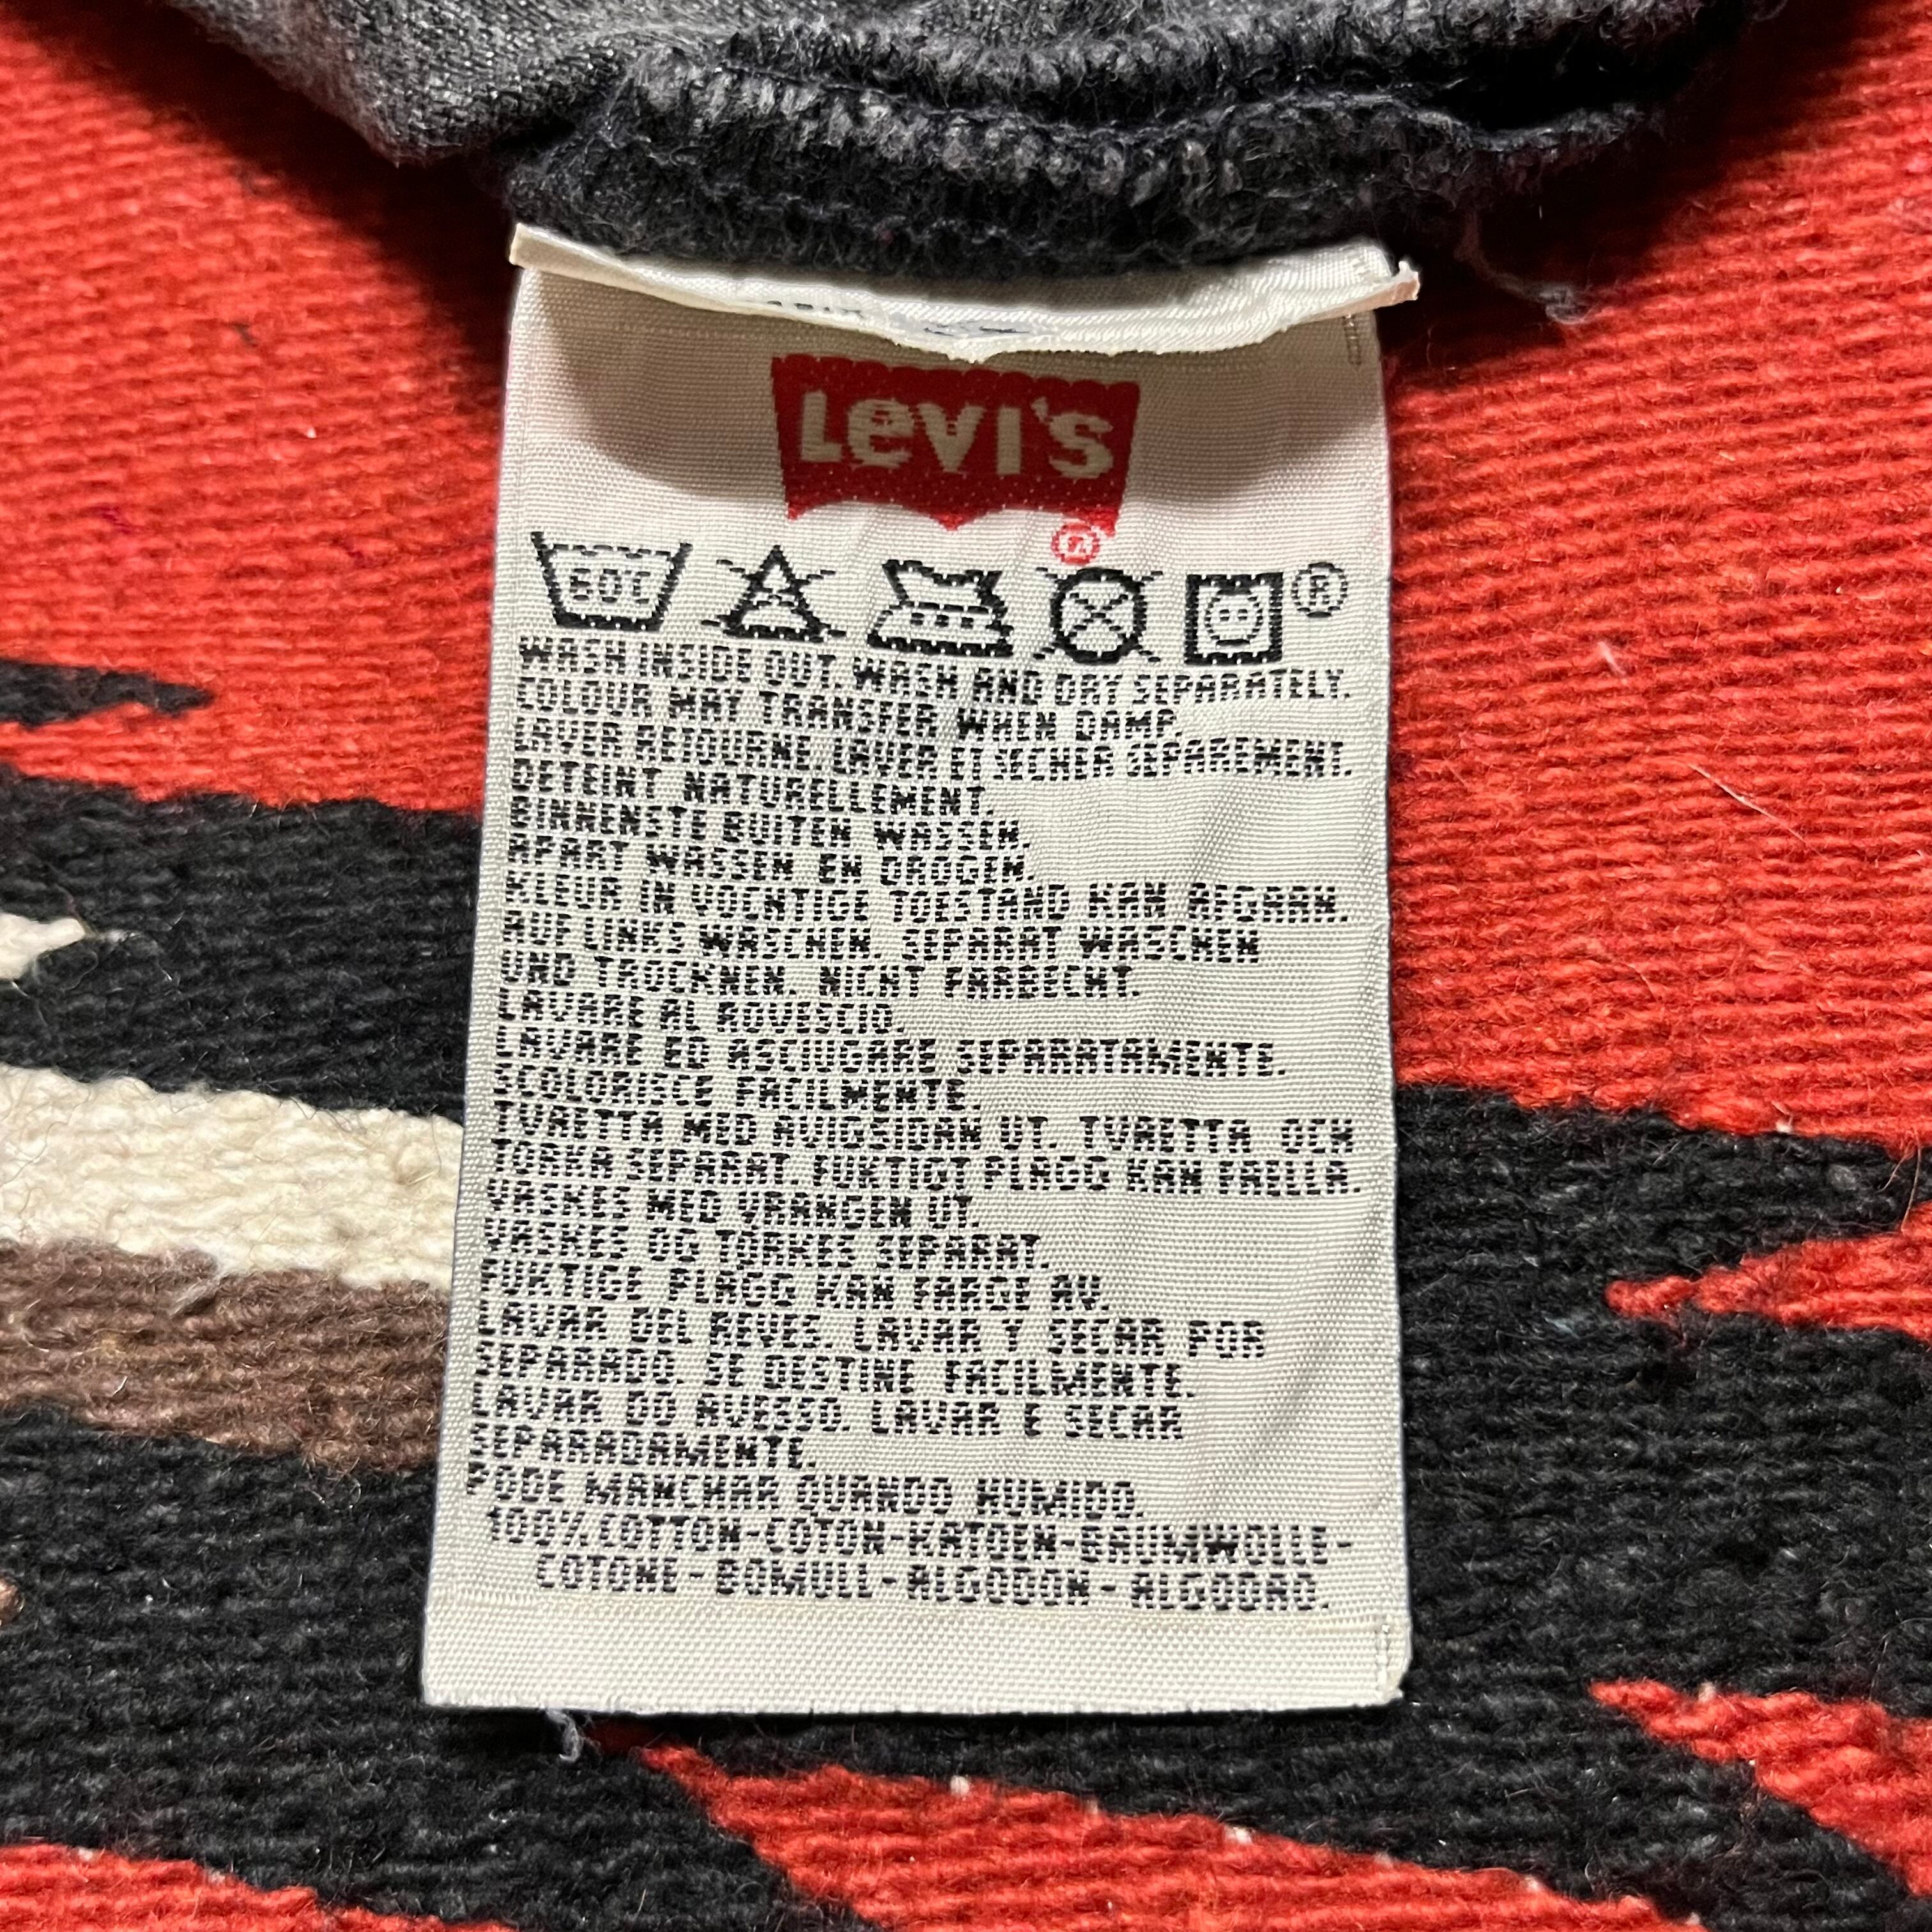 Levi's
®
60°C
®
WASH INSIDE OUT. WASH AND DRY SEPARATELY.
COLOUR MAY TRANSFER WHEN DAMP.
LAVER RETOURNE. LAVER ET SECHER SEPAREMENT.
DETEINT NATURELLEMENT.
BINNENSTE BUITEN WASSEN.
APART WASSEN EN DROGEN.
KLEUR IN VOCHTIGE TOESTAND KAN AFGAAN.
AUF LINKS WASCHEN. SEPARAT WASCHEN
UND TROCKNEN. NICHT FARBECHT.
LAVARE AL ROVESCIO.
LAVARE ED ASCIUGARE SEPARATAMENTE.
SCOLORISCE FACILMENTE.
TVAETTA MED AVIGSIDAN UT. TVAETTA OCH
TORKA SEPARAT. FUKTIGT PLAGG KAN FAELLA.
VASKES MED VRANGEN UT.
VASKES OG TORKES SEPARAT.
FUKTIGE PLAGG KAN FARGE AV.
LAVAR DEL REVES. LAVAR Y SECAR POR
SEPARADO. SE DESTINE FACILMENTE.
LAVAR DO AVESSO. LAVAR E SECAR
SEPARADAMENTE.
PODE MANCHAR QUANDO HUMIDO.
100% COTTON-COTON-KATOEN-BAUMWOLLE-
COTONE-BOMULL-ALGODON-ALGODAO.